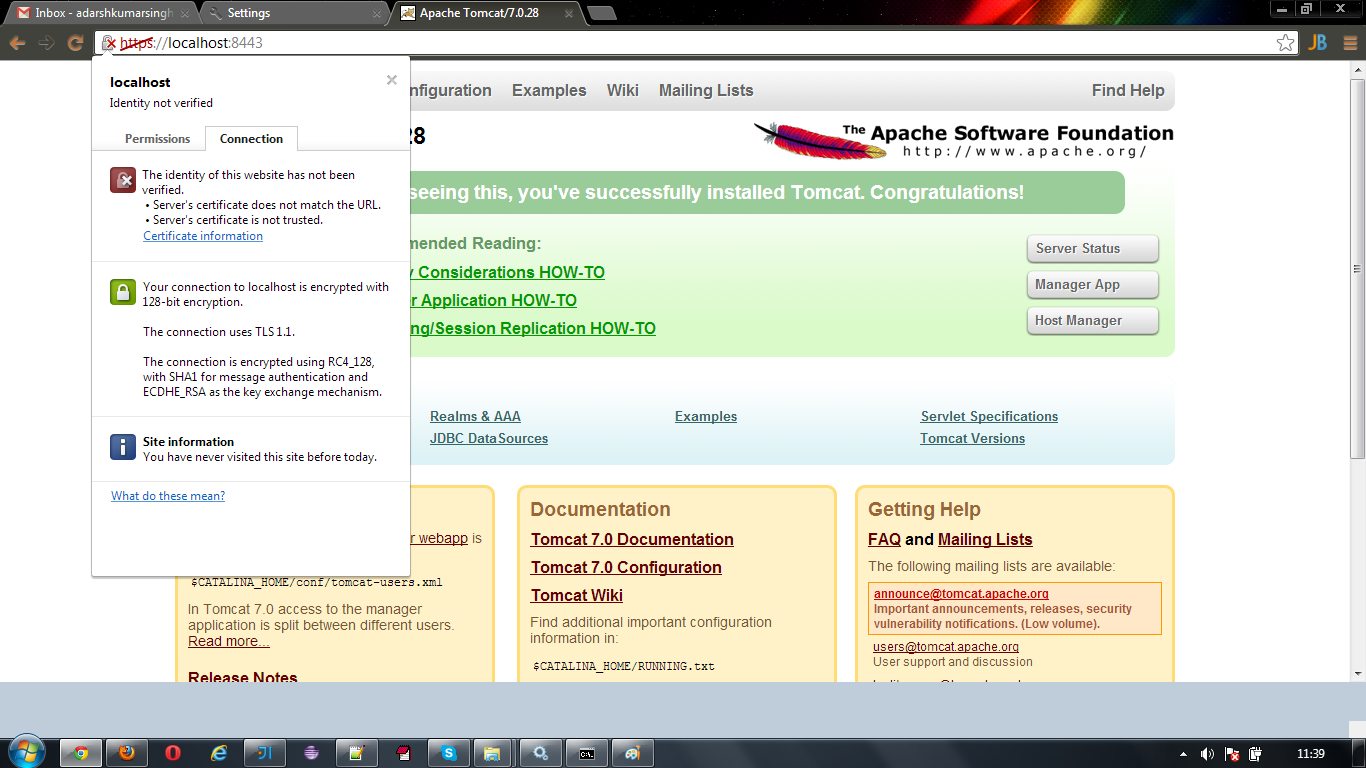 Inbox - adarshkumarsingh
Settings
Apache Tomcat/7.0.28
https://localhost:8443
JB
localhost
Identity not verified
Permissions
Connection
The identity of this website has not been
verified.
• Server's certificate does not match the URL.
• Server's certificate is not trusted.
Certificate information
Your connection to localhost is encrypted with
128-bit encryption.
The connection uses TLS 1.1.
The connection is encrypted using RC4_128,
with SHA1 for message authentication and
ECDHE_RSA as the key exchange mechanism.
Site information
You have never visited this site before today.
What do these mean?
nfiguration Examples Wiki Mailing Lists Find Help
28
The Apache Software Foundation
http://www.apache.org/
seeing this, you've successfully installed Tomcat. Congratulations!
mended Reading:
y Considerations HOW-TO
er Application HOW-TO
ng/Session Replication HOW-TO
Server Status
Manager App
Host Manager
Realms & AAA
JDBC DataSources
Examples
Servlet Specifications
Tomcat Versions
r webapp is
$CATALINA_HOME/conf/tomcat-users.xml
In Tomcat 7.0 access to the manager
application is split between different users.
Read more...
Release Notes
Documentation
Tomcat 7.0 Documentation
Tomcat 7.0 Configuration
Tomcat Wiki
Find additional important configuration
information in:
$CATALINA_HOME/RUNNING.txt
Getting Help
FAQ and Mailing Lists
The following mailing lists are available:
announce@tomcat.apache.org
Important announcements, releases, security
vulnerability notifications. (Low volume).
users@tomcat.apache.org
User support and discussion
11:39